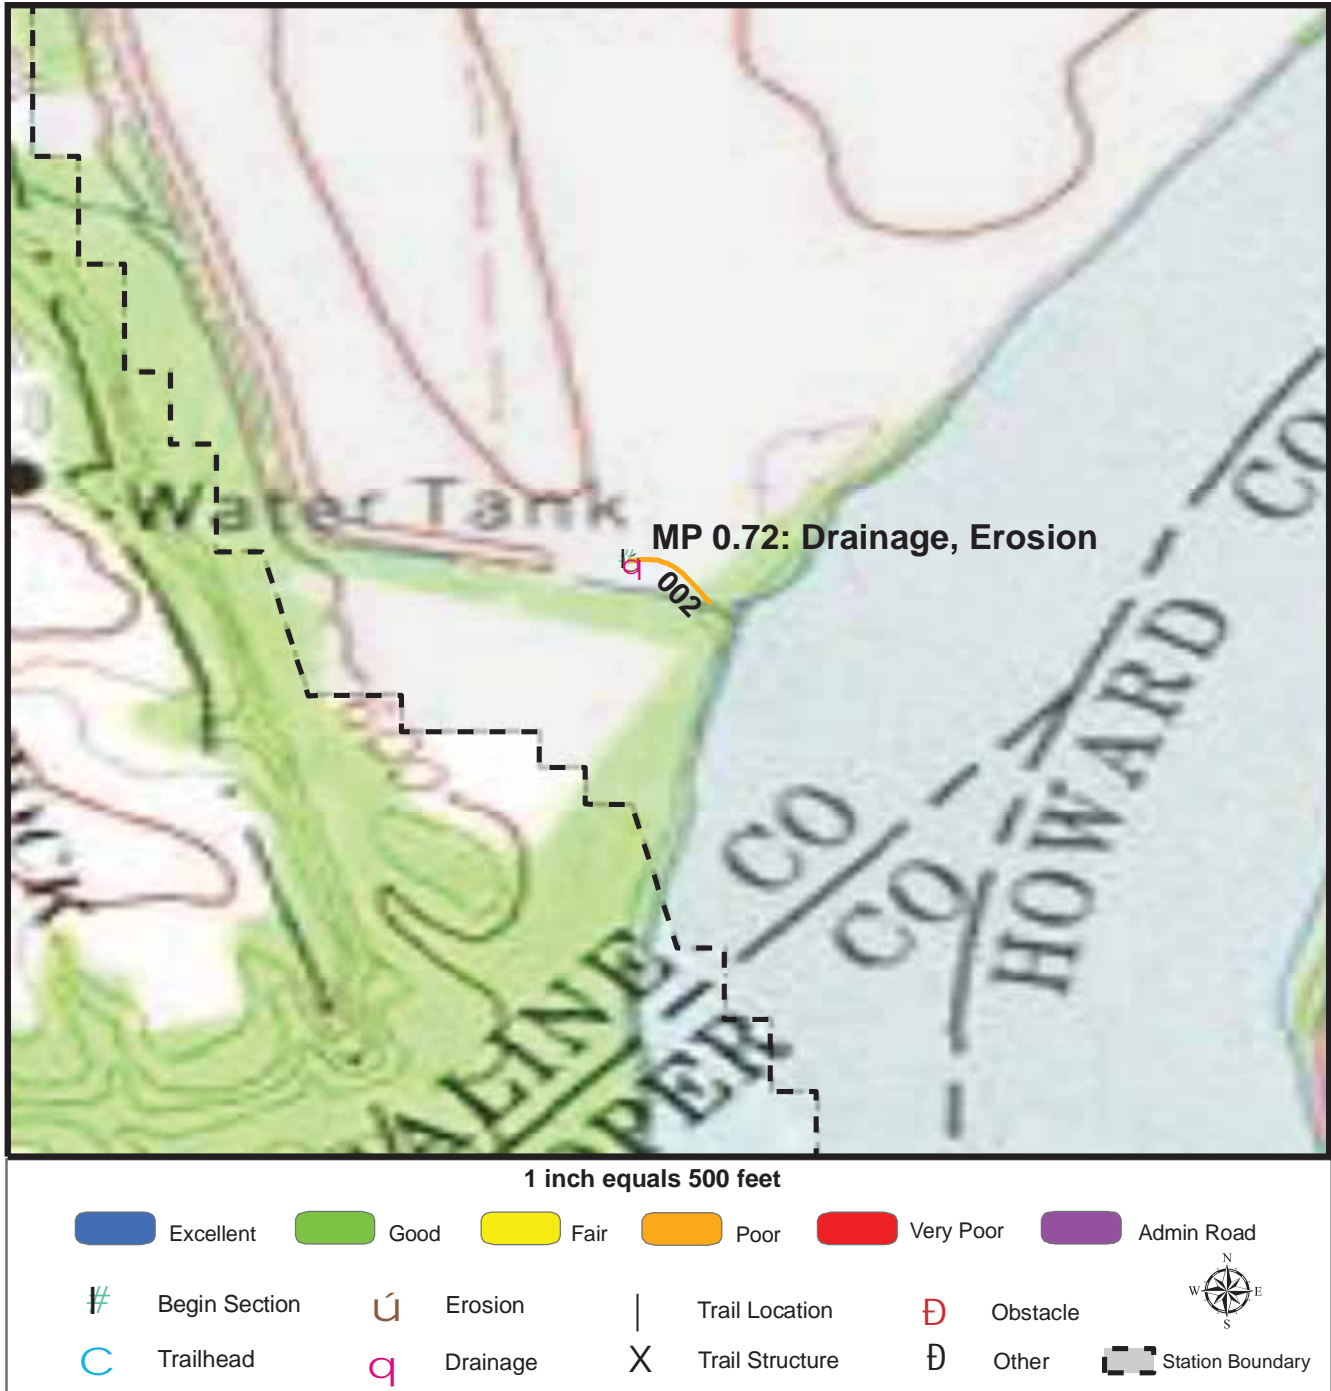 Water Tank
MP 0.72: Drainage, Erosion
002
CO
HOWARD
CO
CO
ALINE
PER
1 inch equals 500 feet
Excellent
Good
Fair
Poor
Very Poor
Admin Road
Begin Section
ú Erosion
| Trail Location
Đ Obstacle
N
W E
S
C Trailhead
q Drainage
X Trail Structure
Đ Other
Station Boundary